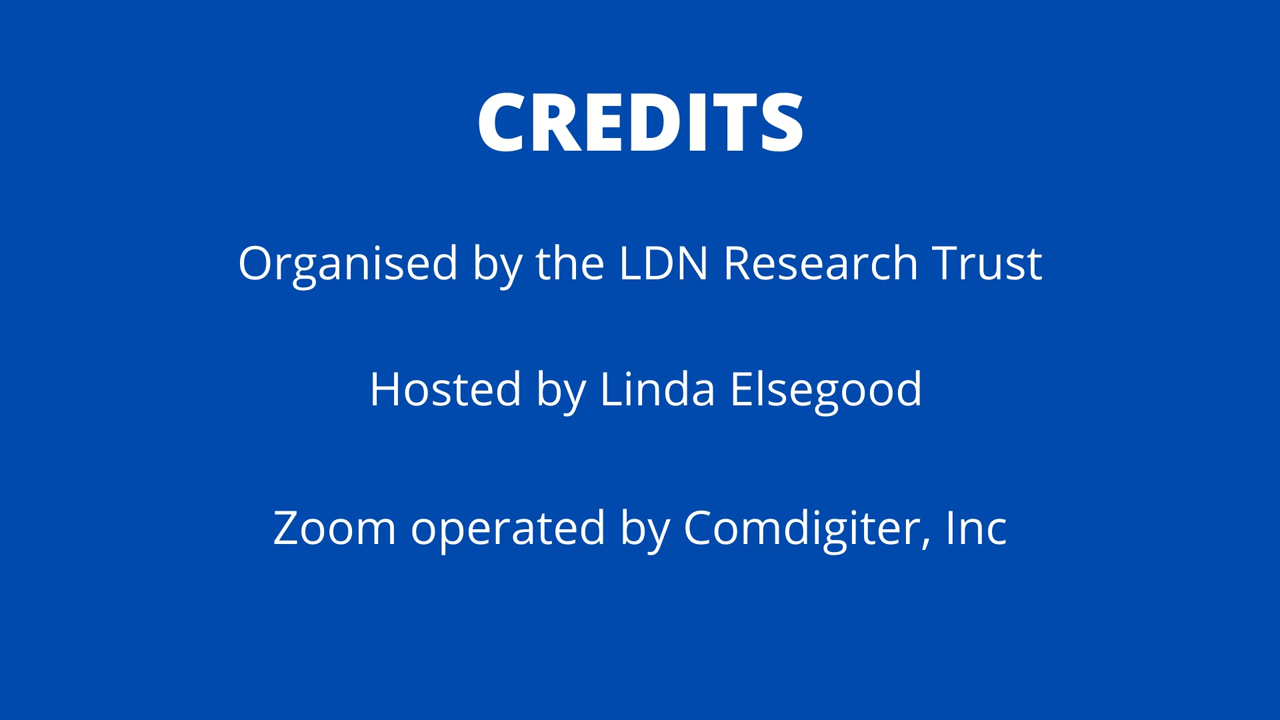 CREDITS
Organised by the LDN Research Trust
Hosted by Linda Elsegood
Zoom operated by Comdigiter, Inc